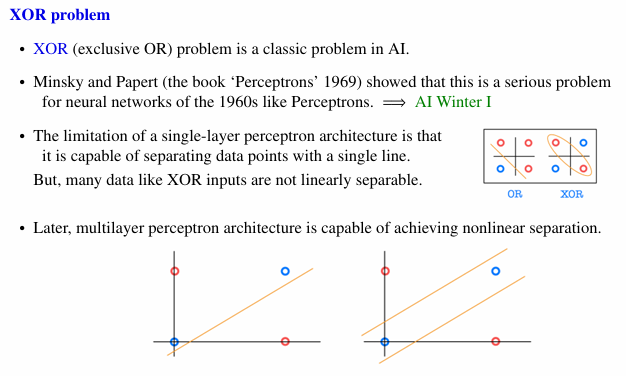 XOR problem
• XOR (exclusive OR) problem is a classic problem in AI.
• Minsky and Papert (the book ‘Perceptrons’ 1969) showed that this is a serious problem
for neural networks of the 1960s like Perceptrons. ⟹ AI Winter I
• The limitation of a single-layer perceptron architecture is that
it is capable of separating data points with a single line.
But, many data like XOR inputs are not linearly separable.
OR XOR
• Later, multilayer perceptron architecture is capable of achieving nonlinear separation.